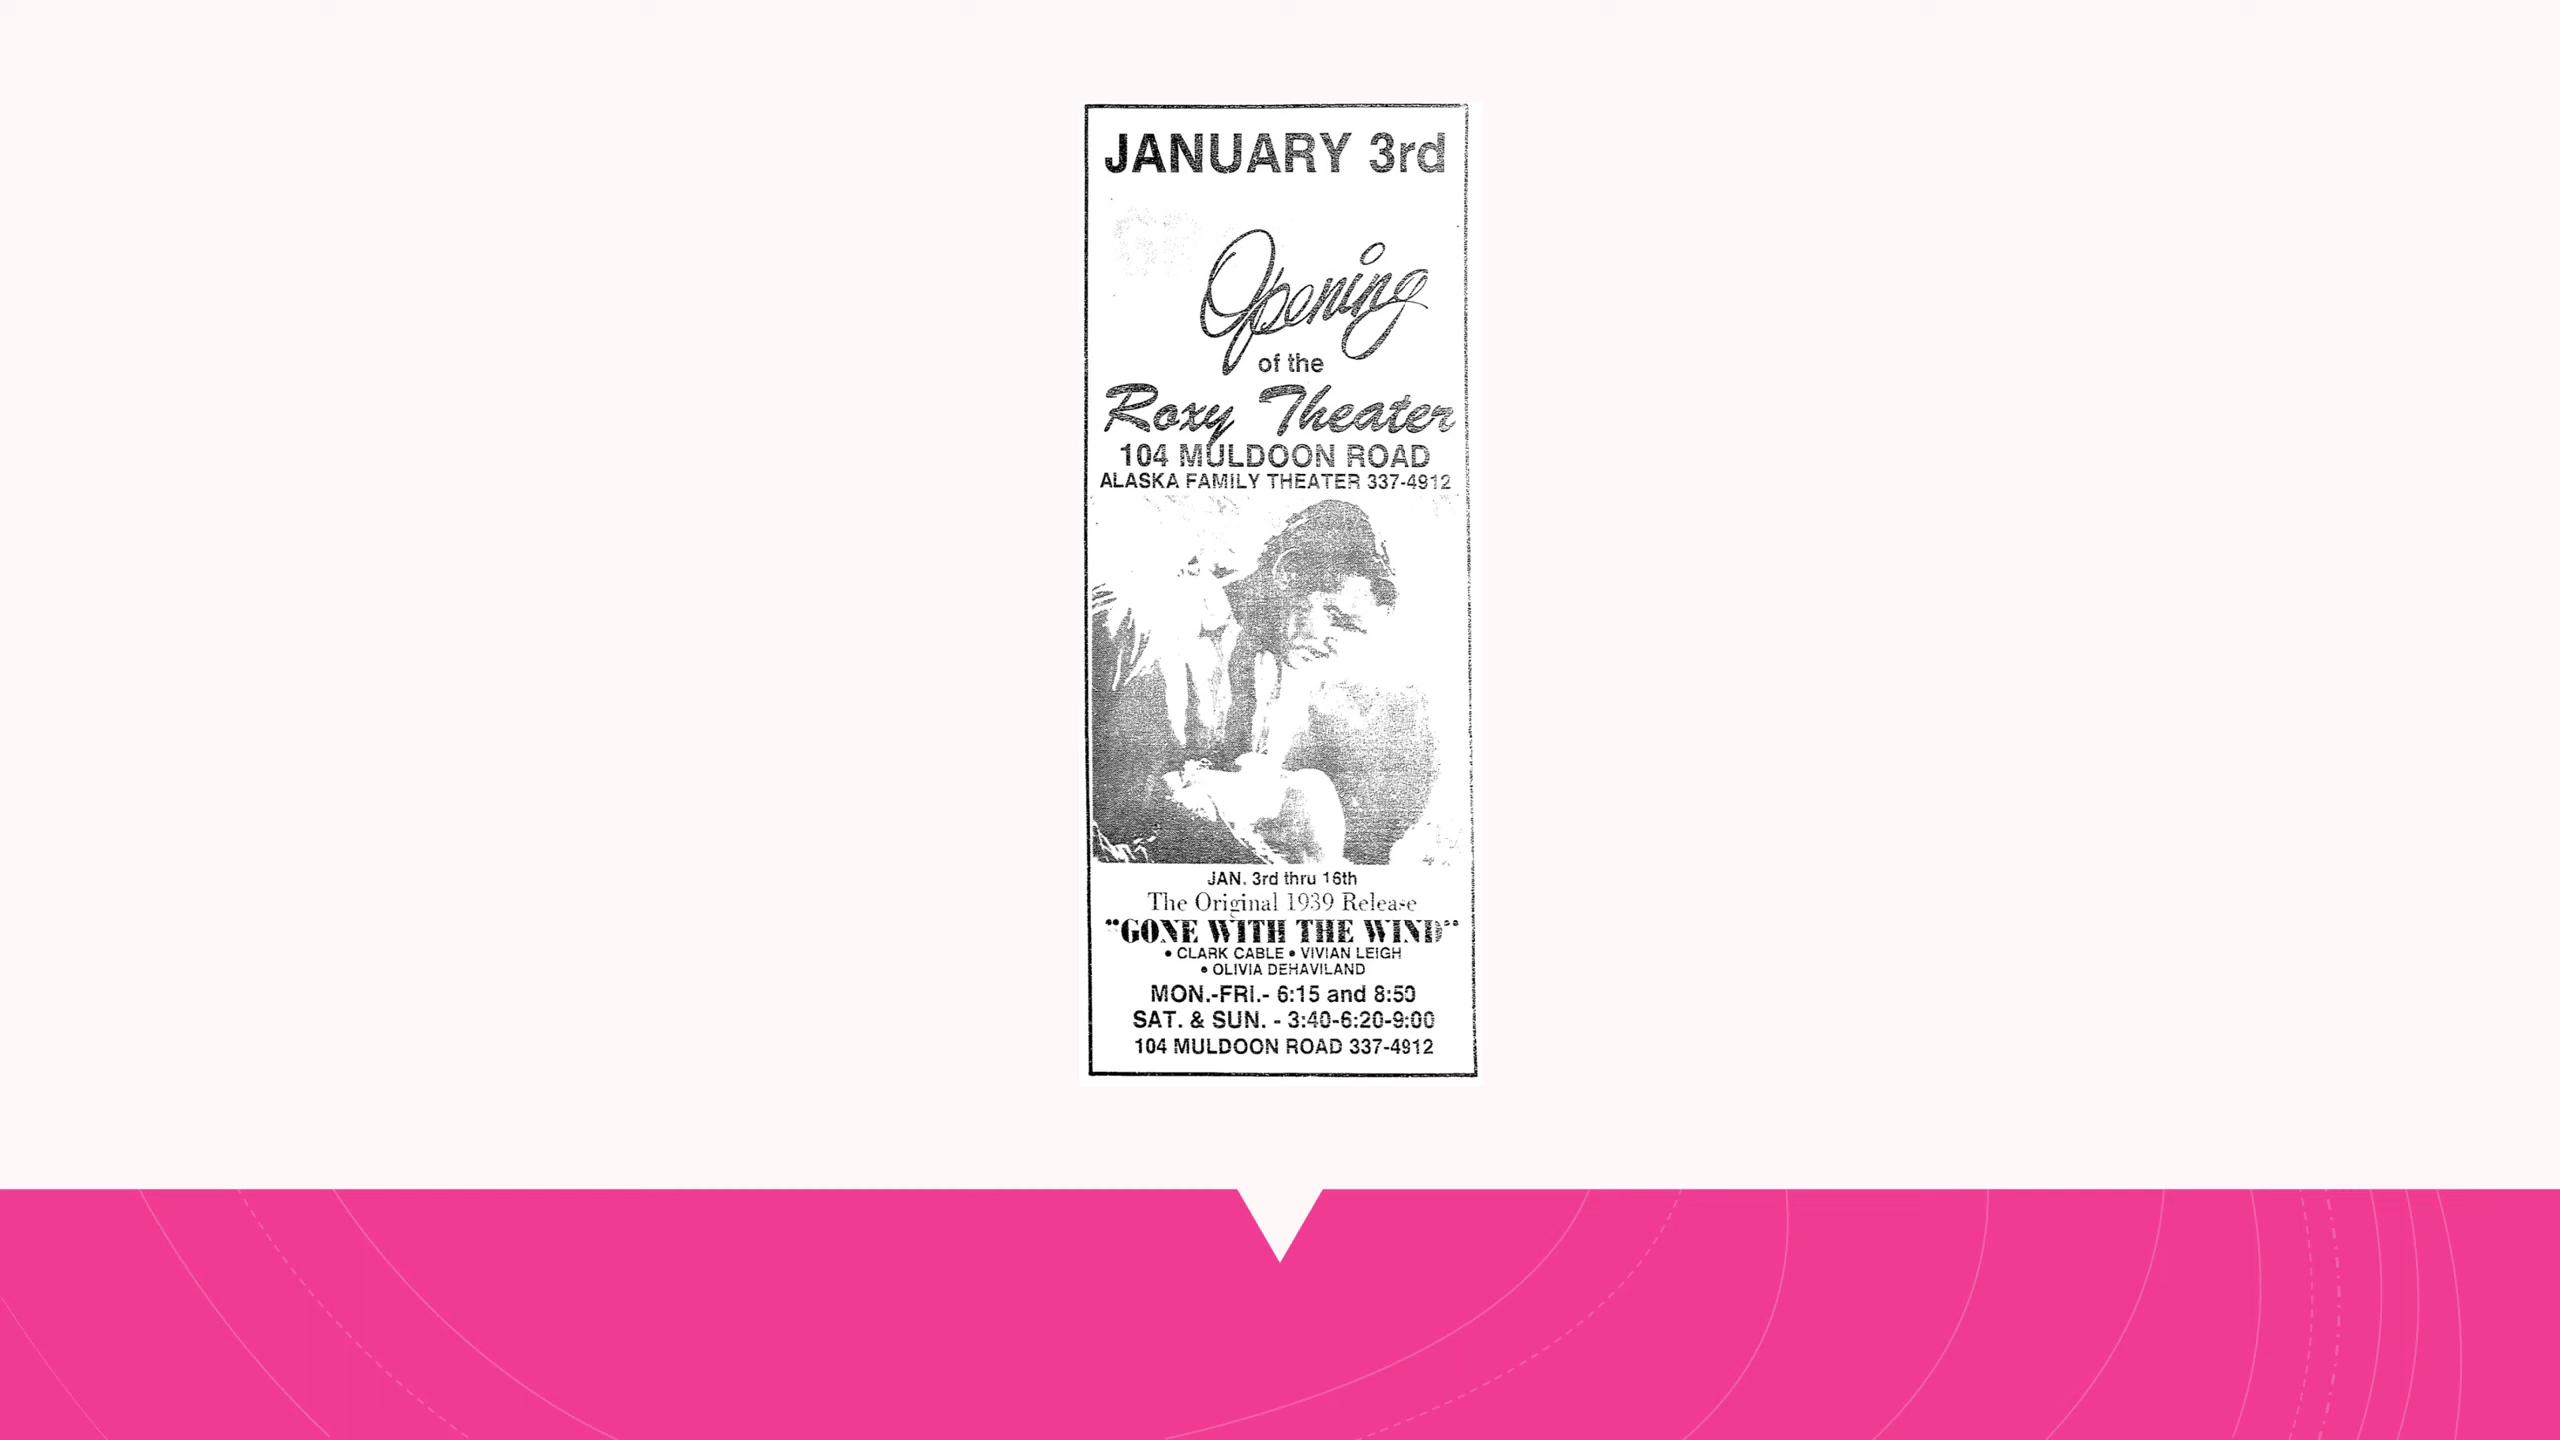 JANUARY 3rd
Opening
of the
Roxy Theater
104 MULDOON ROAD
ALASKA FAMILY THEATER 337-4912
JAN. 3rd thru 16th
The Original 1939 Release
"GONE WITH THE WIND"
• CLARK CABLE • VIVIAN LEIGH
• OLIVIA DEHAVILAND
MON.-FRI.- 6:15 and 8:50
SAT. & SUN. - 3:40-6:20-9:00
104 MULDOON ROAD 337-4912